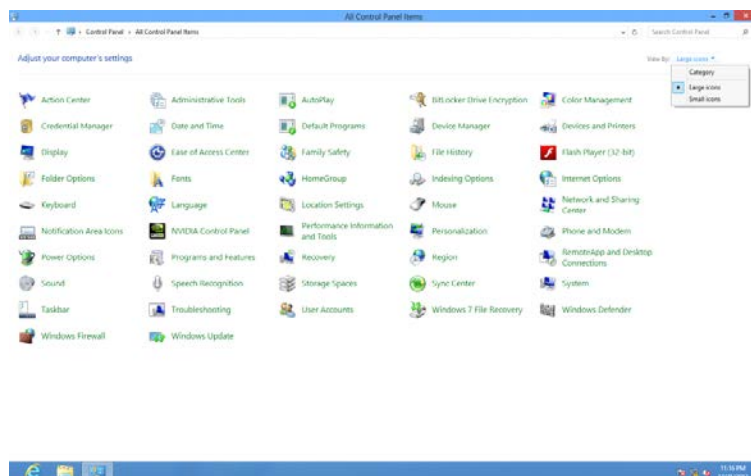 All Control Panel Items
Control Panel ▸ All Control Panel Items
Search Control Panel
Adjust your computer's settings
View by: Large icons
Category
Large icons
Small icons
Action Center
Administrative Tools
AutoPlay
BitLocker Drive Encryption
Color Management
Credential Manager
Date and Time
Default Programs
Device Manager
Devices and Printers
Display
Ease of Access Center
Family Safety
File History
Flash Player (32-bit)
Folder Options
Fonts
HomeGroup
Indexing Options
Internet Options
Keyboard
Language
Location Settings
Mouse
Network and Sharing
Center
Notification Area Icons
NVIDIA Control Panel
Performance Information
and Tools
Personalization
Phone and Modem
Power Options
Programs and Features
Recovery
Region
RemoteApp and Desktop
Connections
Sound
Speech Recognition
Storage Spaces
Sync Center
System
Taskbar
Troubleshooting
User Accounts
Windows 7 File Recovery
Windows Defender
Windows Firewall
Windows Update
11:16 PM